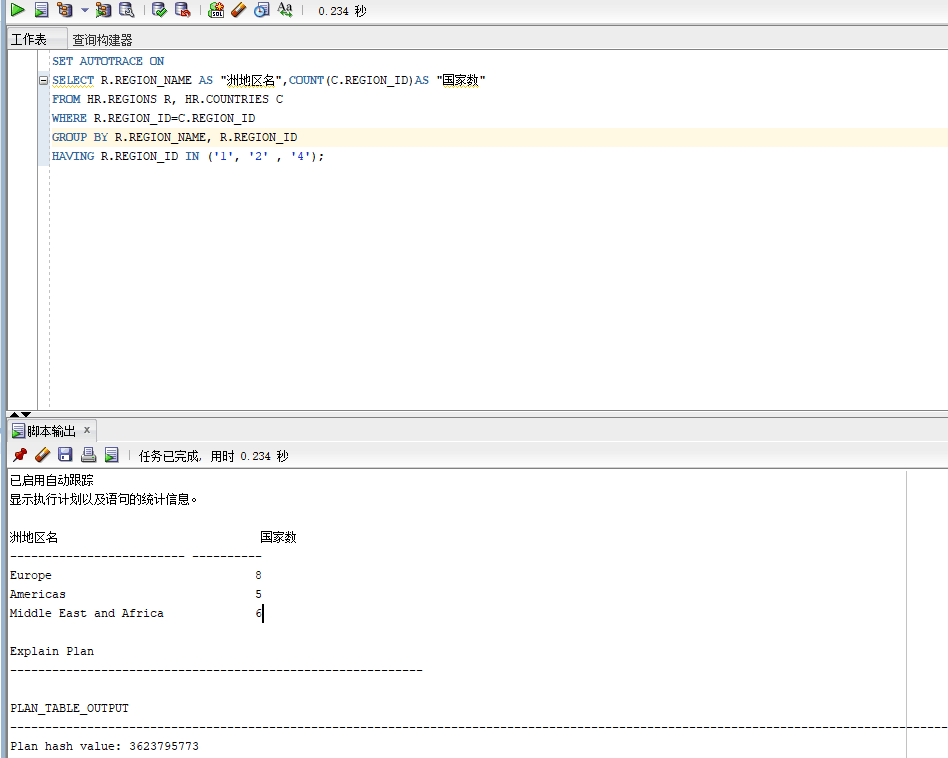 0.234 秒
工作表 查询构建器
SET AUTOTRACE ON
SELECT R.REGION_NAME AS "洲地区名",COUNT(C.REGION_ID)AS "国家数"
FROM HR.REGIONS R, HR.COUNTRIES C
WHERE R.REGION_ID=C.REGION_ID
GROUP BY R.REGION_NAME, R.REGION_ID
HAVING R.REGION_ID IN ('1', '2' , '4');
脚本输出 x
任务已完成, 用时 0.234 秒
已启用自动跟踪
显示执行计划以及语句的统计信息。
洲地区名 国家数
------------------------- ----------
Europe 8
Americas 5
Middle East and Africa 6
Explain Plan
-----------------------------------------------------------
PLAN_TABLE_OUTPUT
--------------------------------------------------------------------------------------------------------------------------------------
Plan hash value: 3623795773